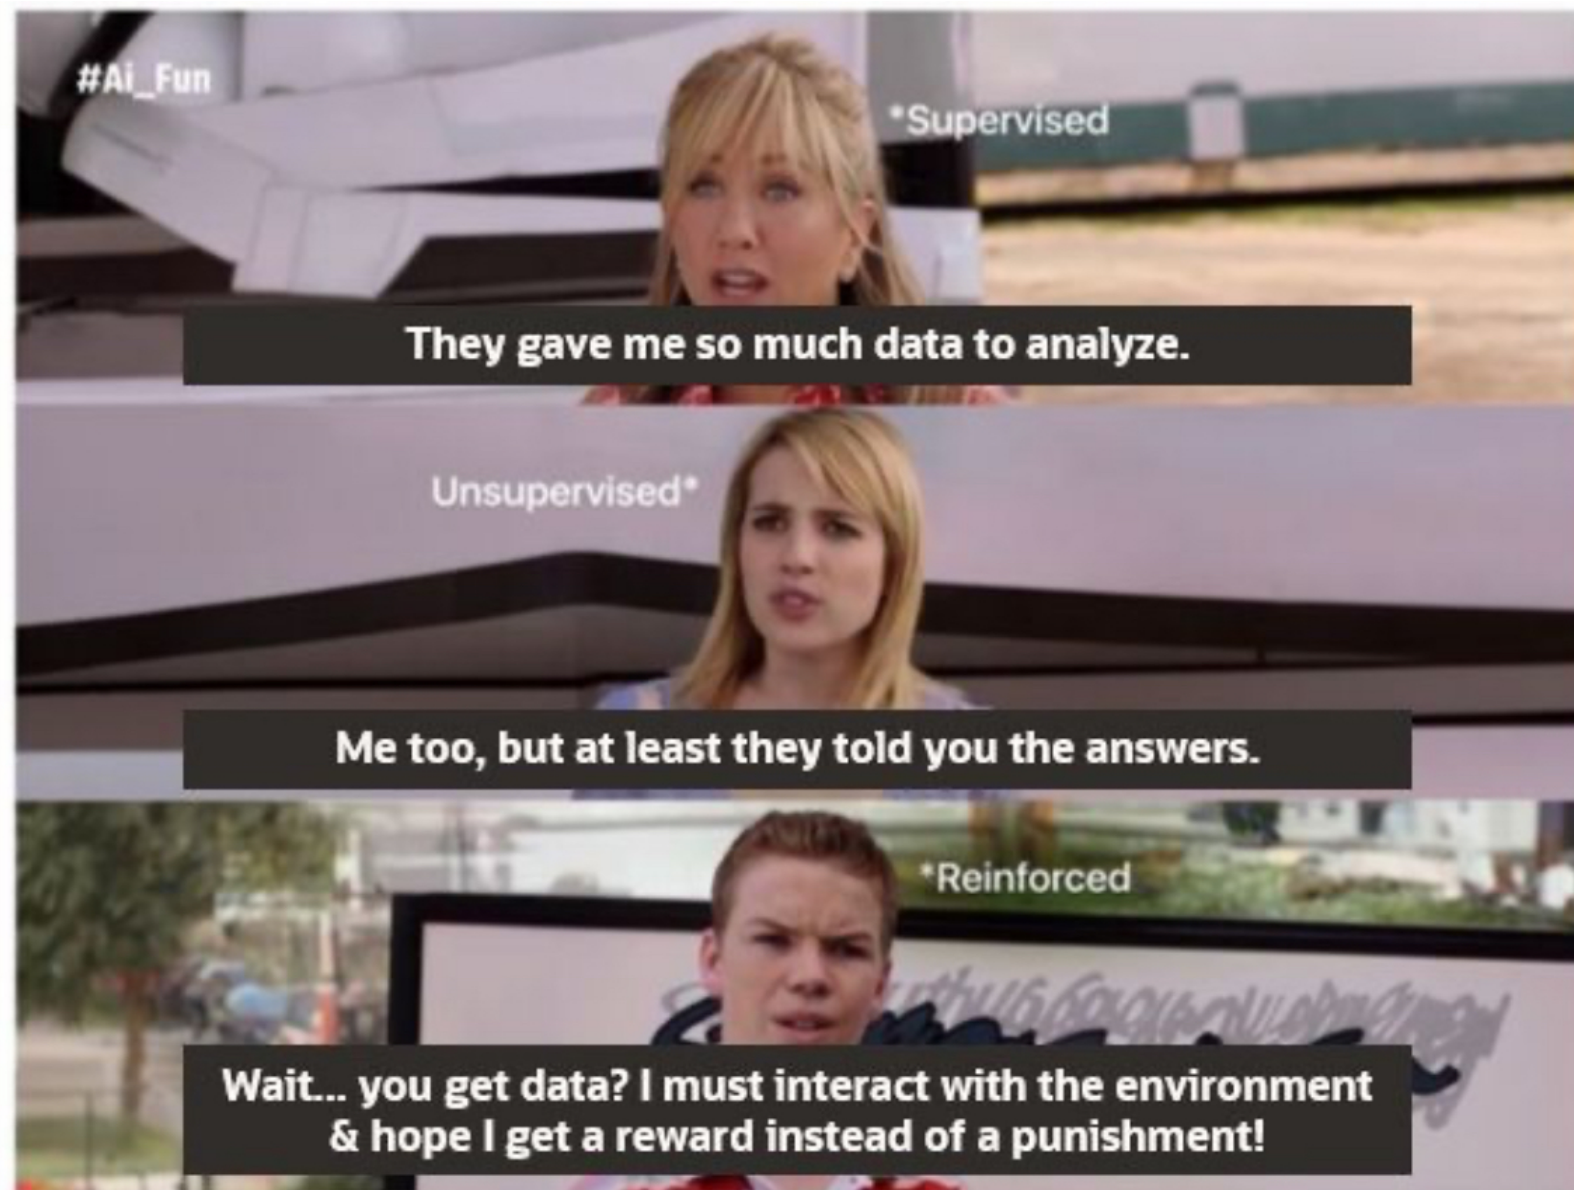 #Ai_Fun
*Supervised
They gave me so much data to analyze.
Unsupervised*
Me too, but at least they told you the answers.
*Reinforced
Wait... you get data? I must interact with the environment
& hope I get a reward instead of a punishment!